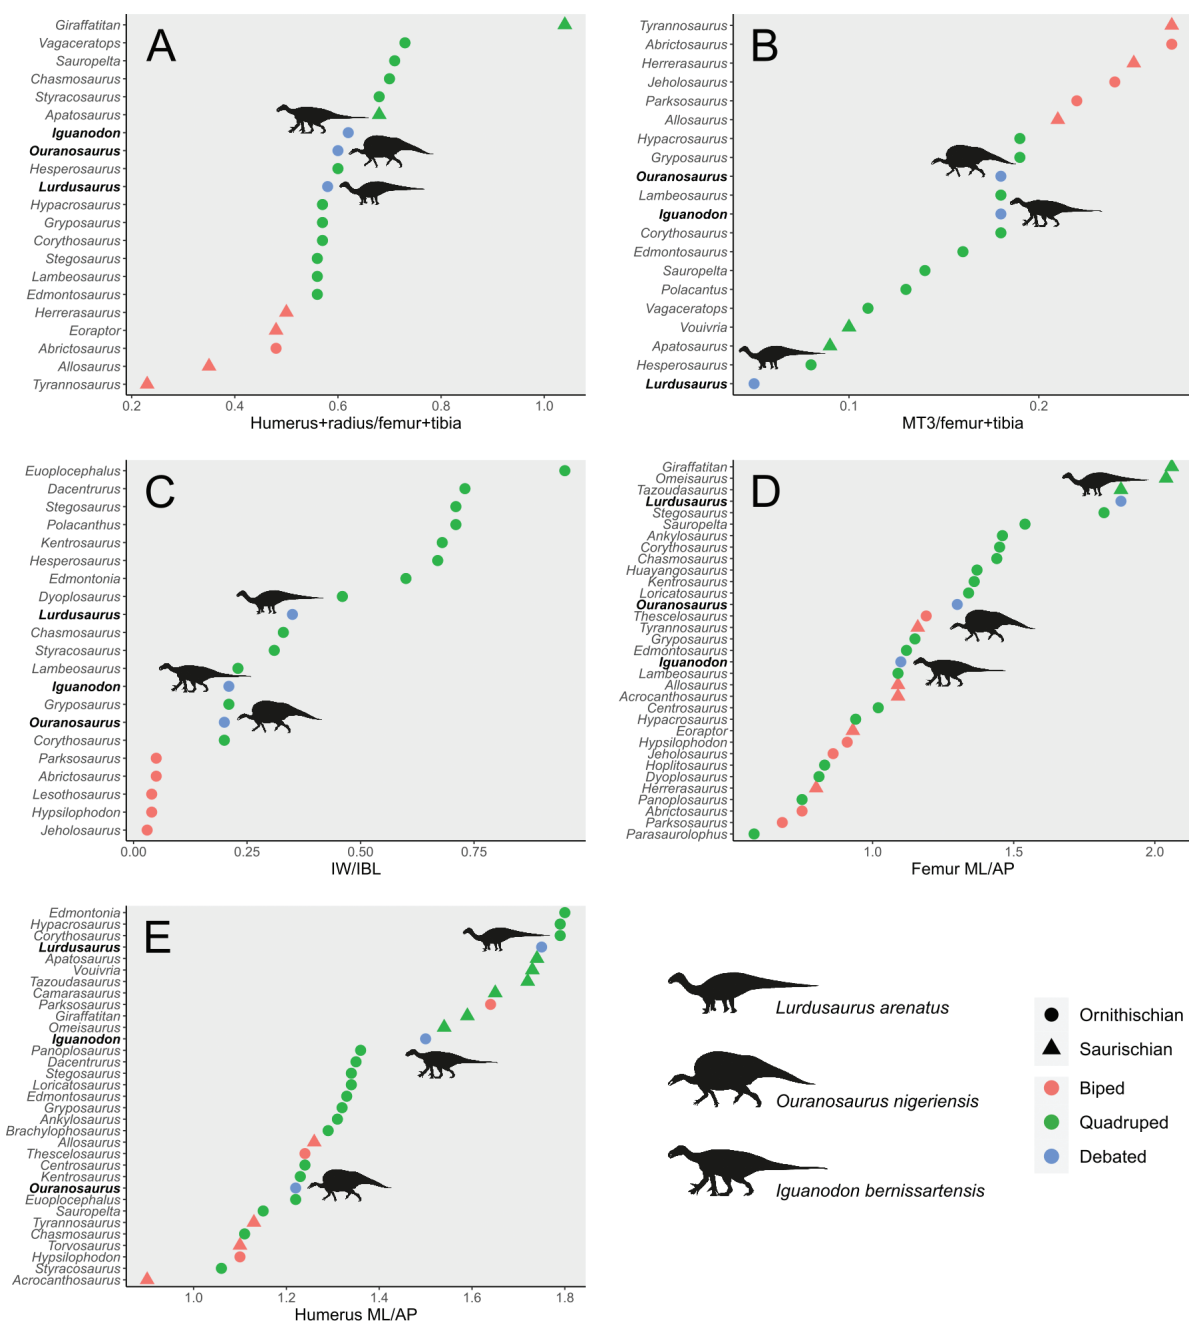 A
Giraffatitan
Vagaceratops
Sauropelta
Chasmosaurus
Styracosaurus
Apatosaurus
Iguanodon
Ouranosaurus
Hesperosaurus
Lurdusaurus
Hypacrosaurus
Gryposaurus
Corythosaurus
Stegosaurus
Lambeosaurus
Edmontosaurus
Herrerasaurus
Eoraptor
Abrictosaurus
Allosaurus
Tyrannosaurus
0.2 0.4 0.6 0.8 1.0
Humerus+radius/femur+tibia
B
Tyrannosaurus
Abrictosaurus
Herrerasaurus
Jeholosaurus
Parksosaurus
Allosaurus
Hypacrosaurus
Gryposaurus
Ouranosaurus
Lambeosaurus
Iguanodon
Corythosaurus
Edmontosaurus
Sauropelta
Polacantus
Vagaceratops
Vouivria
Apatosaurus
Hesperosaurus
Lurdusaurus
0.1 0.2
MT3/femur+tibia
C
Euoplocephalus
Dacentrurus
Stegosaurus
Polacanthus
Kentrosaurus
Hesperosaurus
Edmontonia
Dyoplosaurus
Lurdusaurus
Chasmosaurus
Styracosaurus
Lambeosaurus
Iguanodon
Gryposaurus
Ouranosaurus
Corythosaurus
Parksosaurus
Abrictosaurus
Lesothosaurus
Hypsilophodon
Jeholosaurus
0.00 0.25 0.50 0.75
IW/IBL
D
Giraffatitan
Omeisaurus
Tazoudasaurus
Lurdusaurus
Stegosaurus
Sauropelta
Ankylosaurus
Corythosaurus
Chasmosaurus
Huayangosaurus
Kentrosaurus
Loricatosaurus
Ouranosaurus
Thescelosaurus
Tyrannosaurus
Gryposaurus
Edmontosaurus
Iguanodon
Lambeosaurus
Allosaurus
Acrocanthosaurus
Centrosaurus
Hypacrosaurus
Eoraptor
Hypsilophodon
Jeholosaurus
Hoplitosaurus
Dyoplosaurus
Herrerasaurus
Panoplosaurus
Abrictosaurus
Parksosaurus
Parasaurolophus
1.0 1.5 2.0
Femur ML/AP
E
Edmontonia
Hypacrosaurus
Corythosaurus
Lurdusaurus
Apatosaurus
Vouivria
Tazoudasaurus
Camarasaurus
Parksosaurus
Giraffatitan
Omeisaurus
Iguanodon
Panoplosaurus
Dacentrurus
Stegosaurus
Loricatosaurus
Edmontosaurus
Gryposaurus
Ankylosaurus
Brachylophosaurus
Allosaurus
Thescelosaurus
Centrosaurus
Kentrosaurus
Ouranosaurus
Euoplocephalus
Sauropelta
Tyrannosaurus
Chasmosaurus
Torvosaurus
Hypsilophodon
Styracosaurus
Acrocanthosaurus
1.0 1.2 1.4 1.6 1.8
Humerus ML/AP
Lurdusaurus arenatus
Ouranosaurus nigeriensis
Iguanodon bernissartensis
Ornithischian
Saurischian
Biped
Quadruped
Debated